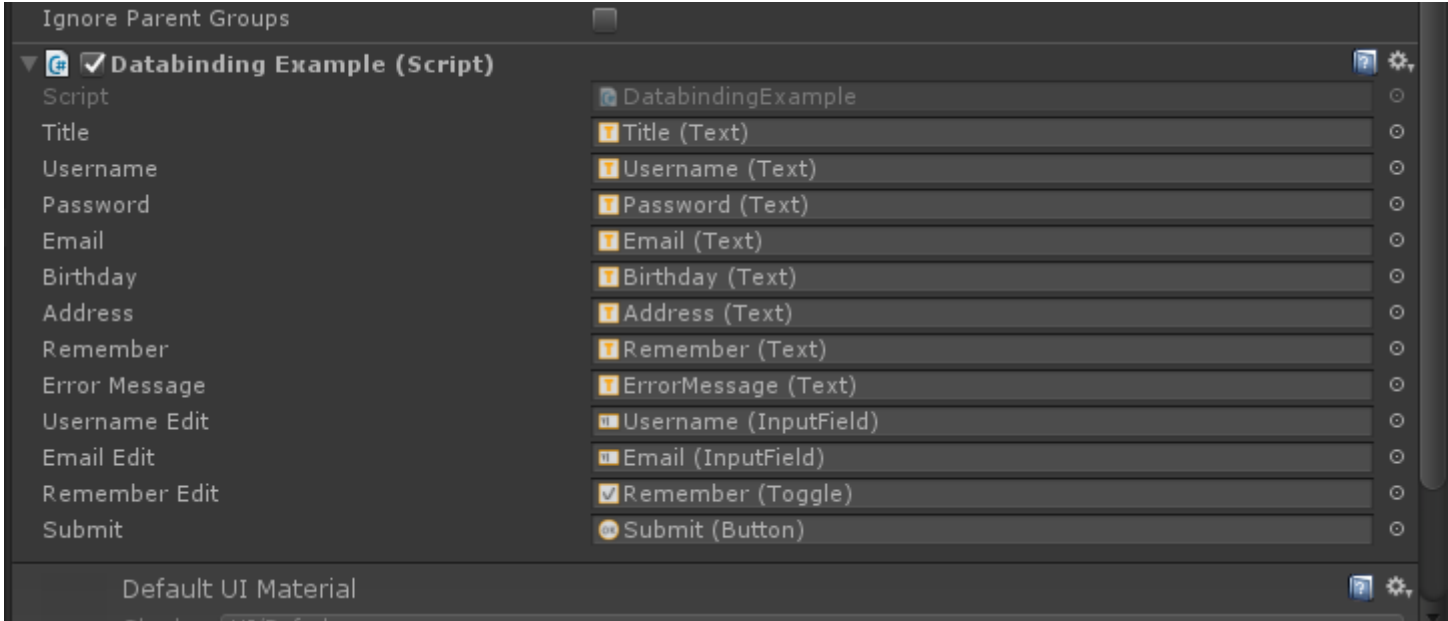 Ignore Parent Groups
Databinding Example (Script)
Script DatabindingExample
Title Title (Text)
Username Username (Text)
Password Password (Text)
Email Email (Text)
Birthday Birthday (Text)
Address Address (Text)
Remember Remember (Text)
Error Message ErrorMessage (Text)
Username Edit Username (InputField)
Email Edit Email (InputField)
Remember Edit Remember (Toggle)
Submit Submit (Button)
Default UI Material